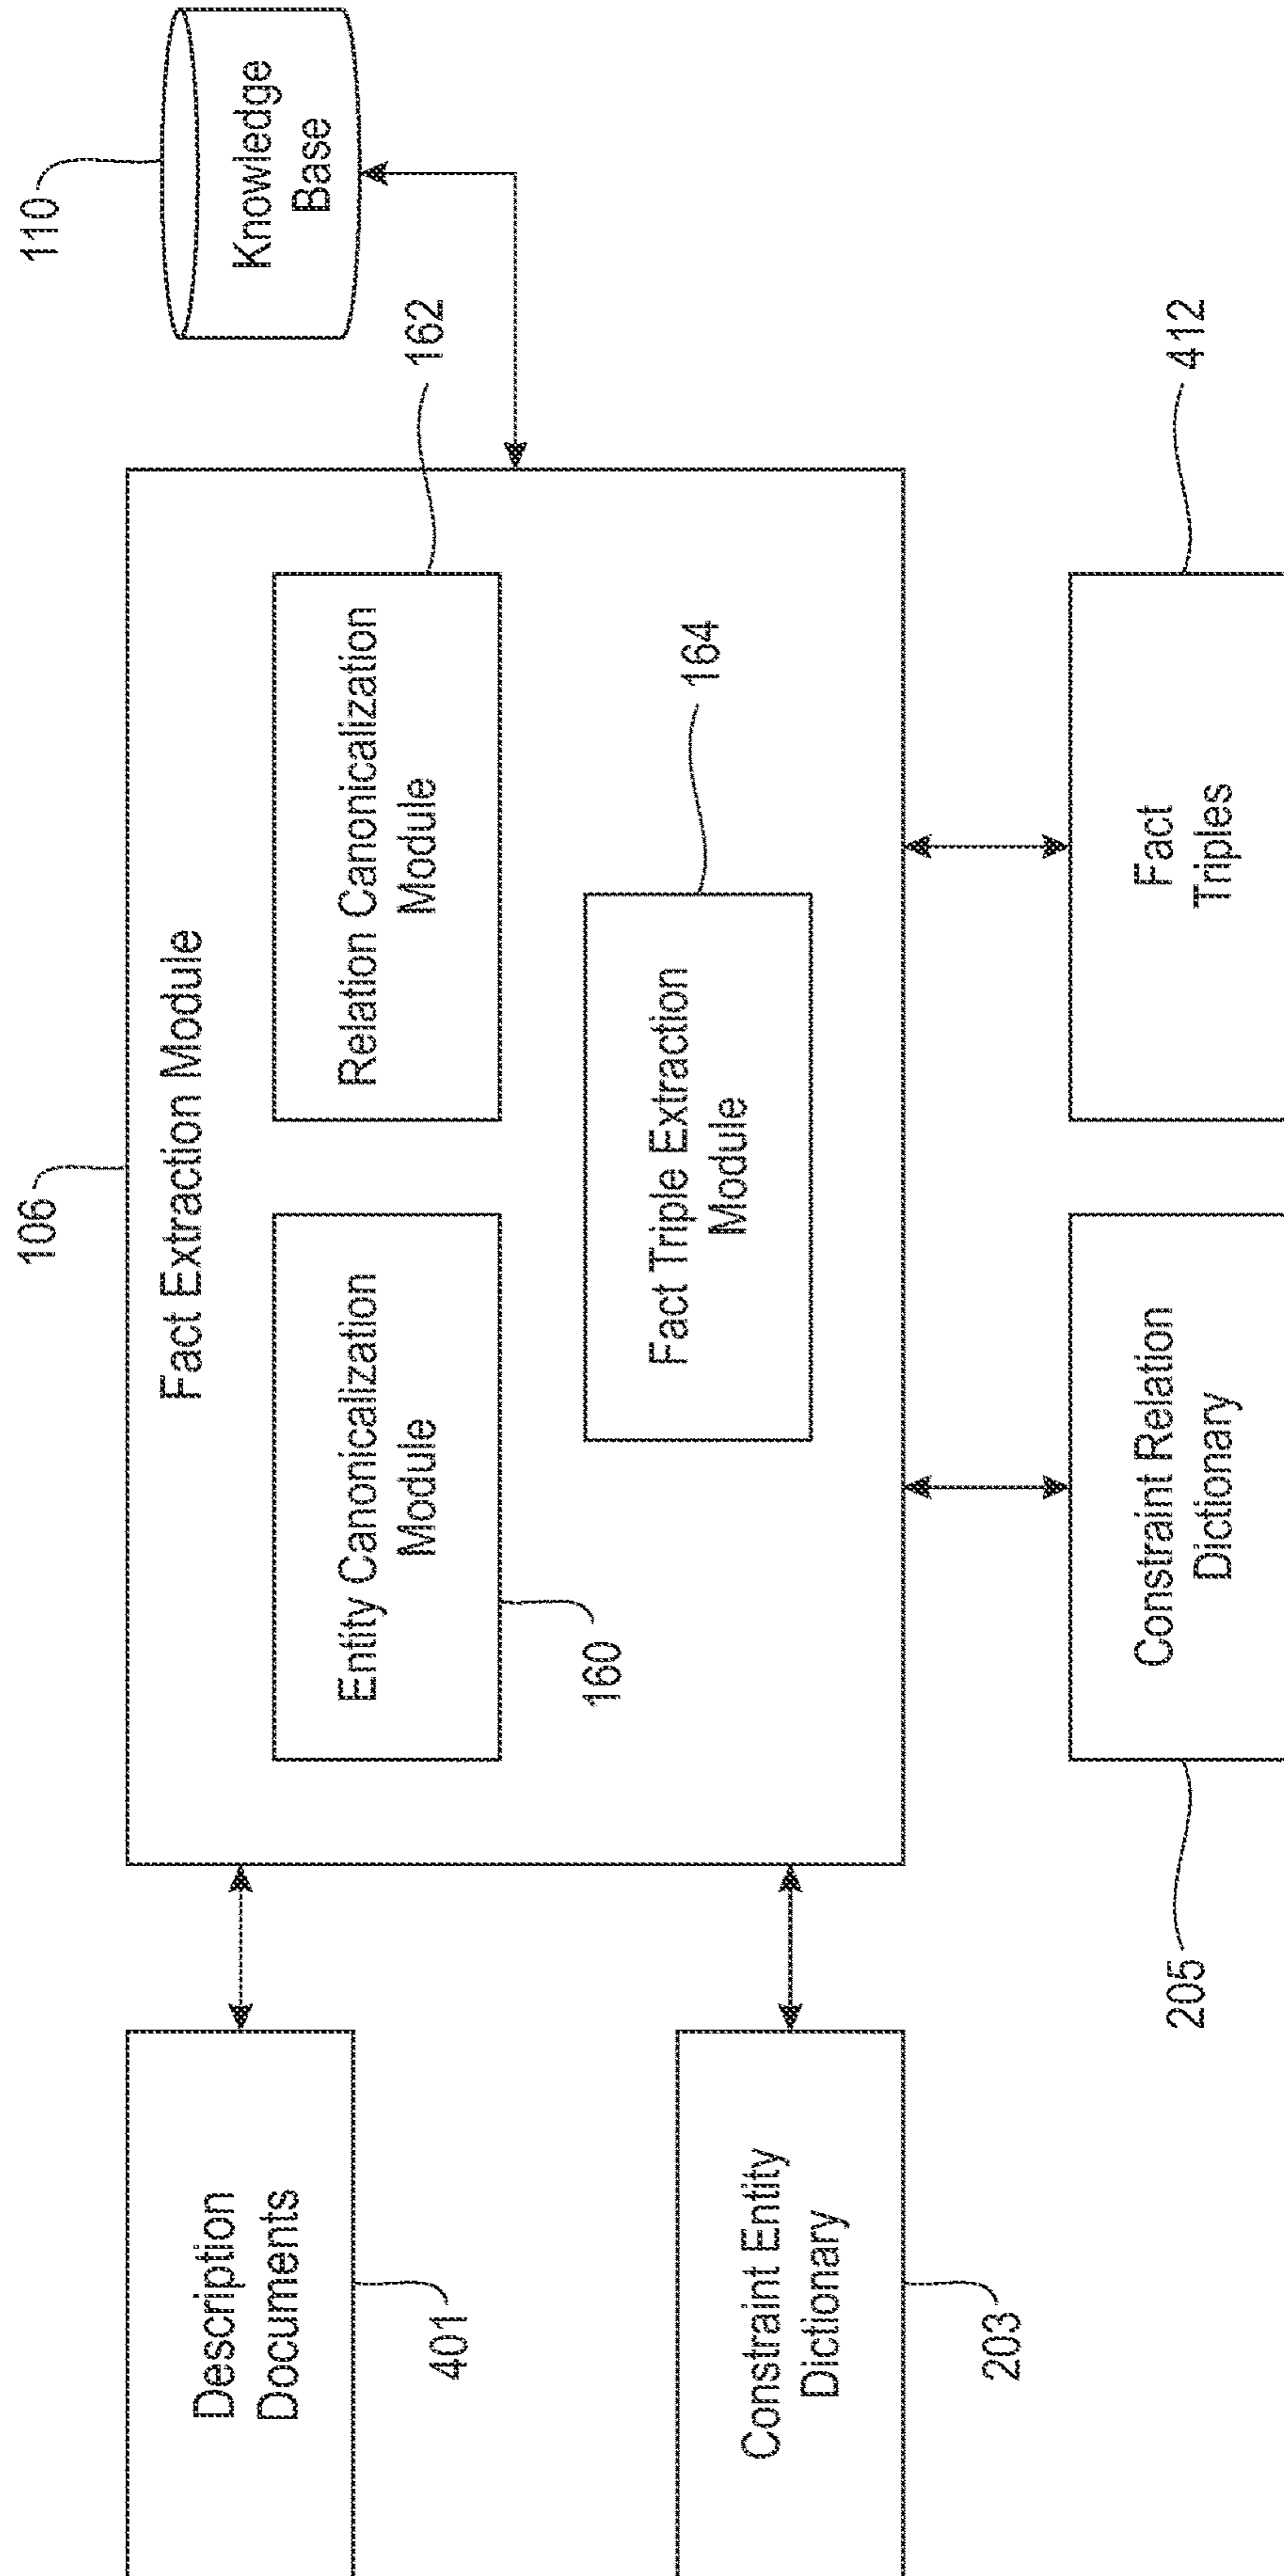 106
110
Fact Extraction Module
Knowledge
Base
Description
Documents
401
Entity Canonicalization
Module
160
Relation Canonicalization
Module
162
Fact Triple Extraction
Module
164
Constraint Entity
Dictionary
203
Constraint Relation
Dictionary
205
Fact
Triples
412